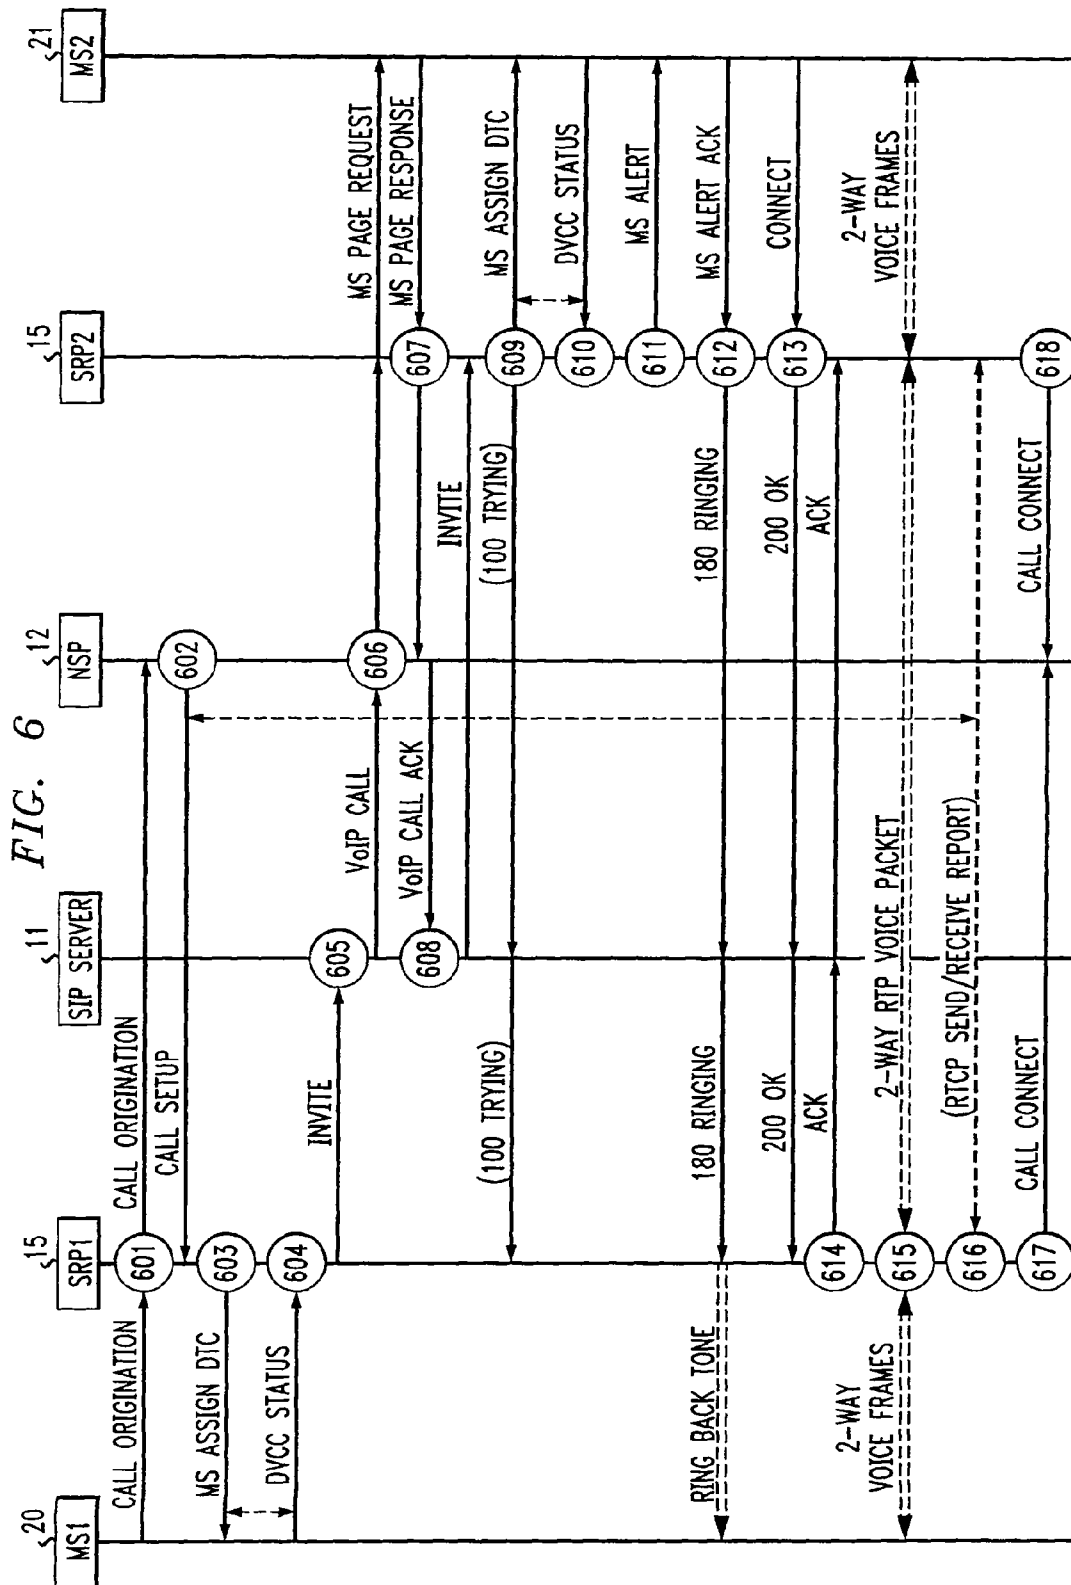 FIG. 6
20
MS1
15
SRP1
11
SIP SERVER
12
NSP
15
SRP2
21
MS2
CALL ORIGINATION
601
CALL ORIGINATION
602
CALL SETUP
MS ASSIGN DTC
603
DVCC STATUS
604
INVITE
605
VoIP CALL
606
MS PAGE REQUEST
607
MS PAGE RESPONSE
VoIP CALL ACK
608
INVITE
609
MS ASSIGN DTC
(100 TRYING)
(100 TRYING)
610
DVCC STATUS
611
MS ALERT
612
MS ALERT ACK
180 RINGING
180 RINGING
RING BACK TONE
613
CONNECT
200 OK
200 OK
614
ACK
ACK
2-WAY
VOICE FRAMES
615
2-WAY RTP VOICE PACKET
2-WAY
VOICE FRAMES
616
(RTCP SEND/RECEIVE REPORT)
617
CALL CONNECT
CALL CONNECT
618